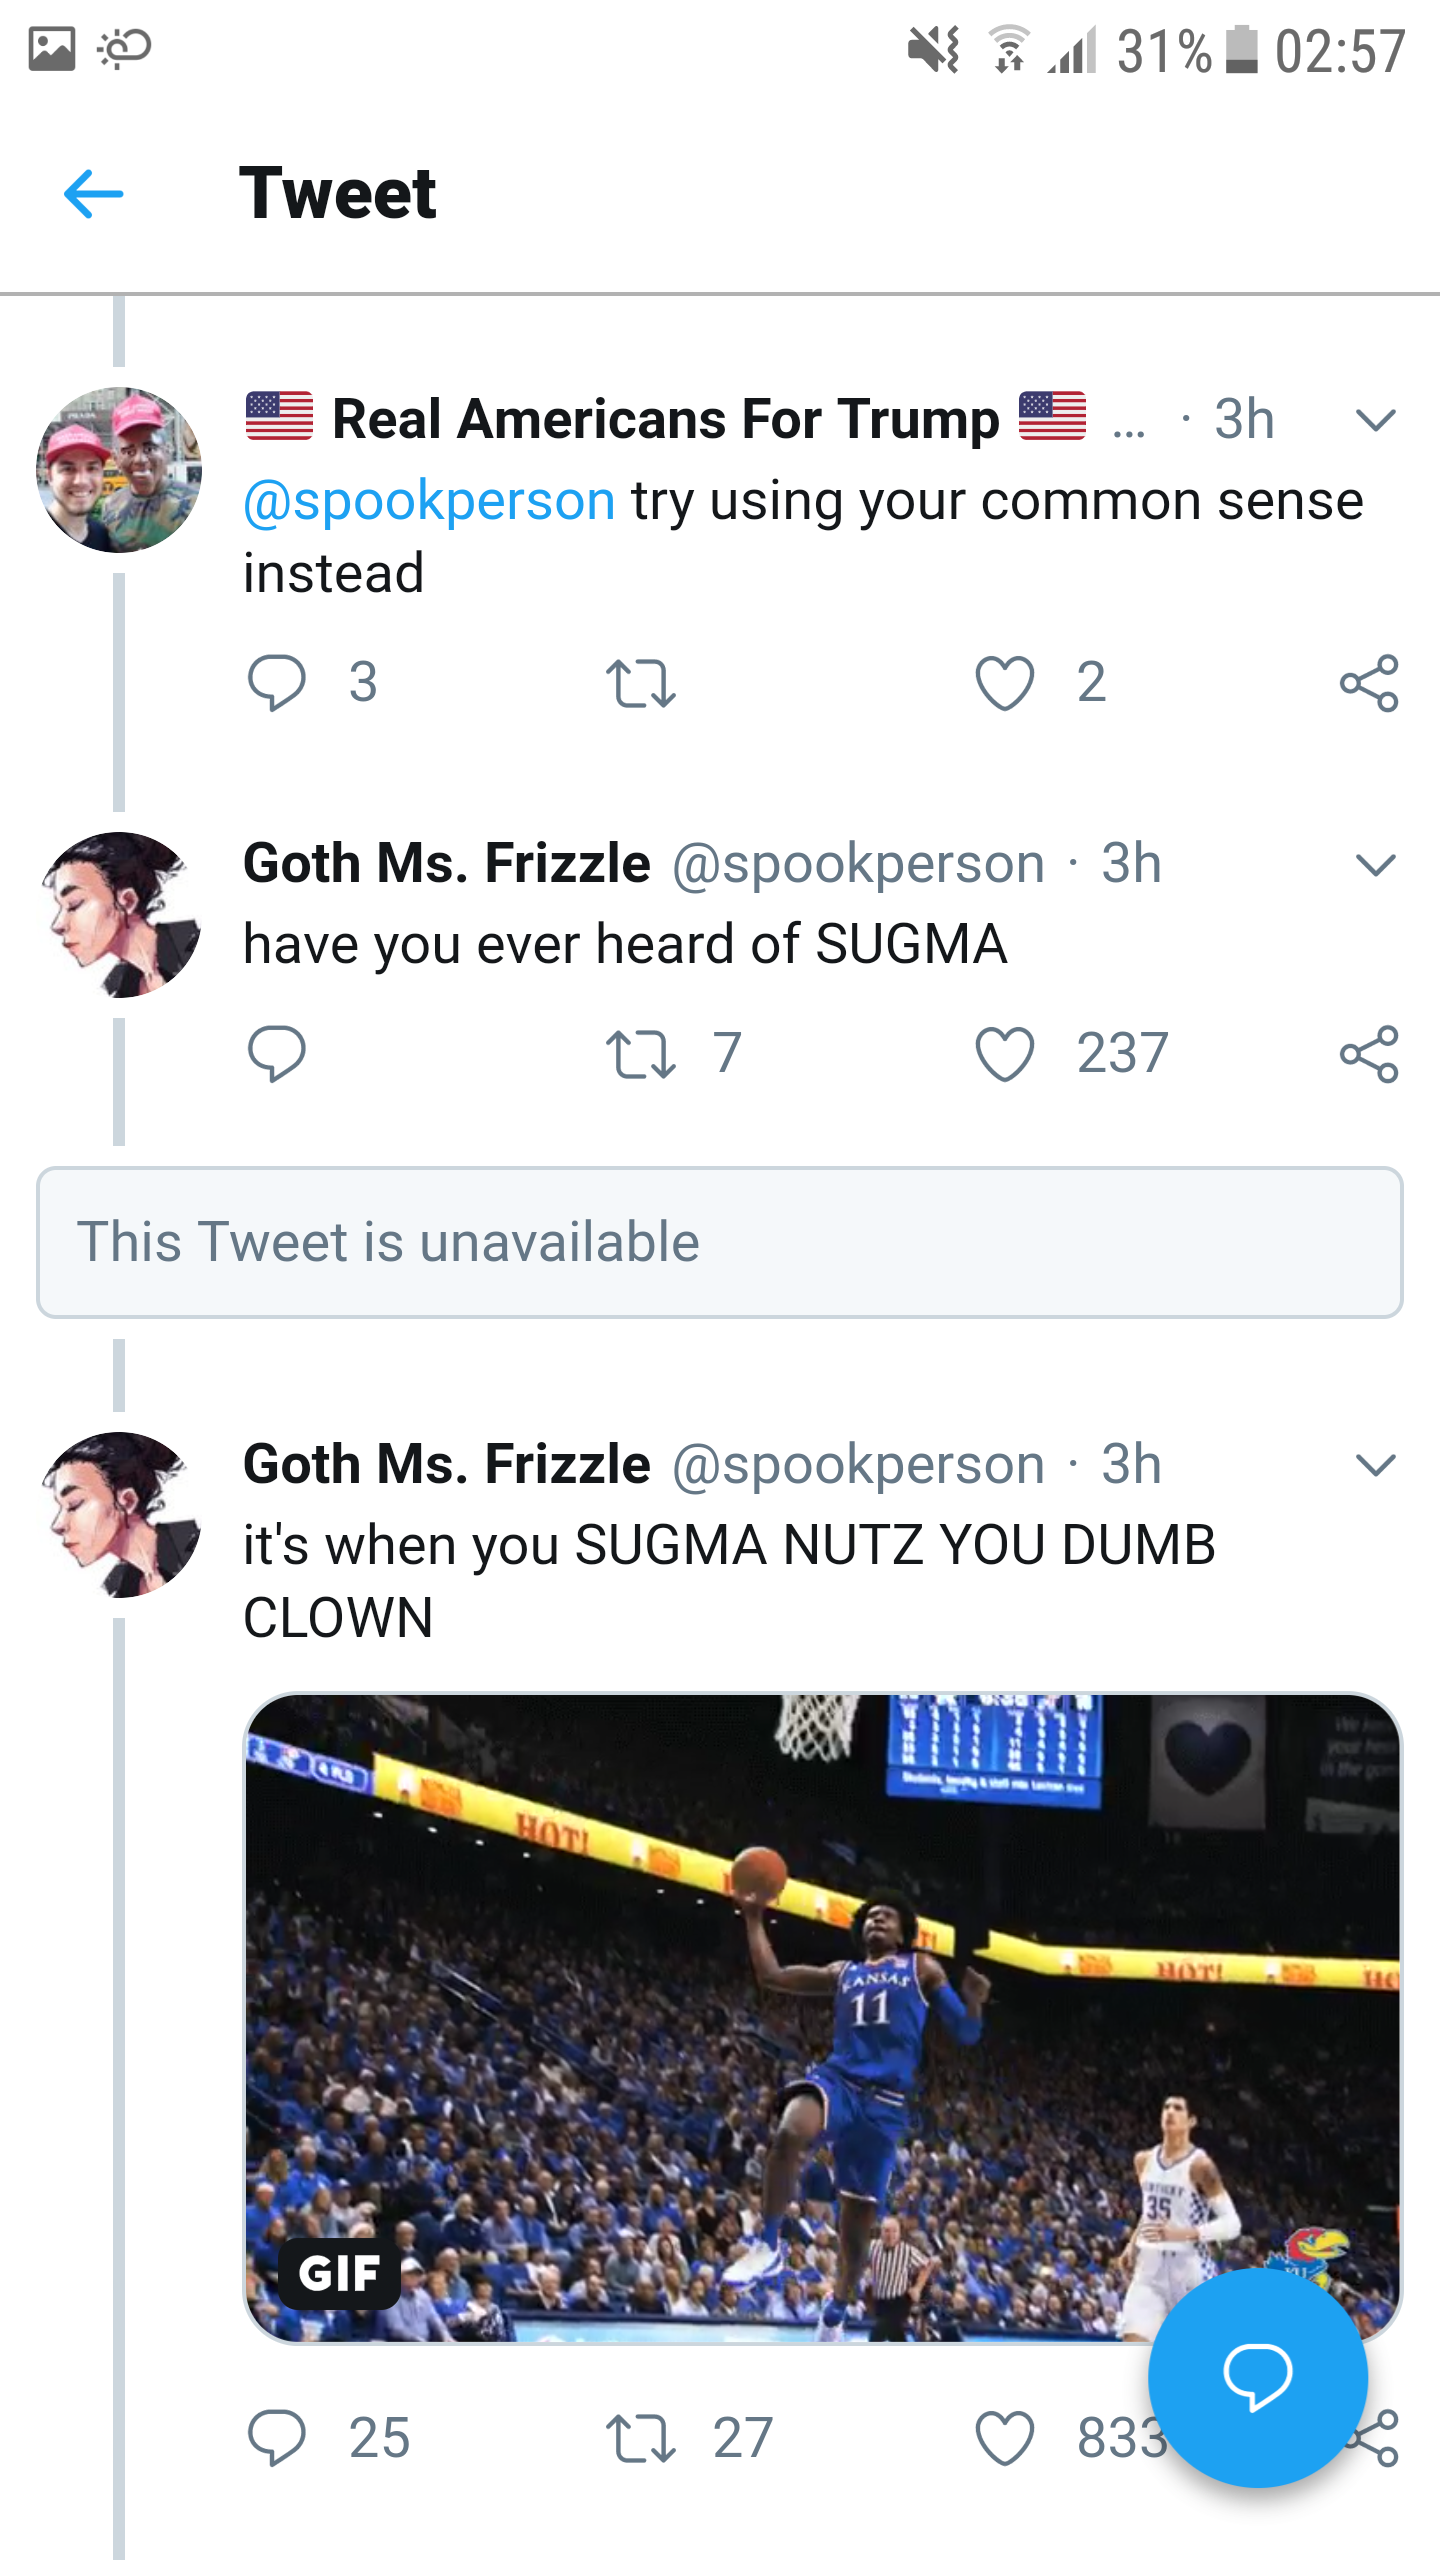 31% 02:57
Tweet
Real Americans For Trump ... · 3h
@spookperson try using your common sense
instead
3 2
Goth Ms. Frizzle @spookperson · 3h
have you ever heard of SUGMA
7 237
This Tweet is unavailable
Goth Ms. Frizzle @spookperson · 3h
it's when you SUGMA NUTZ YOU DUMB
CLOWN
HOT!
HOT!
KANSAS
11
35
KU
GIF
25 27 833